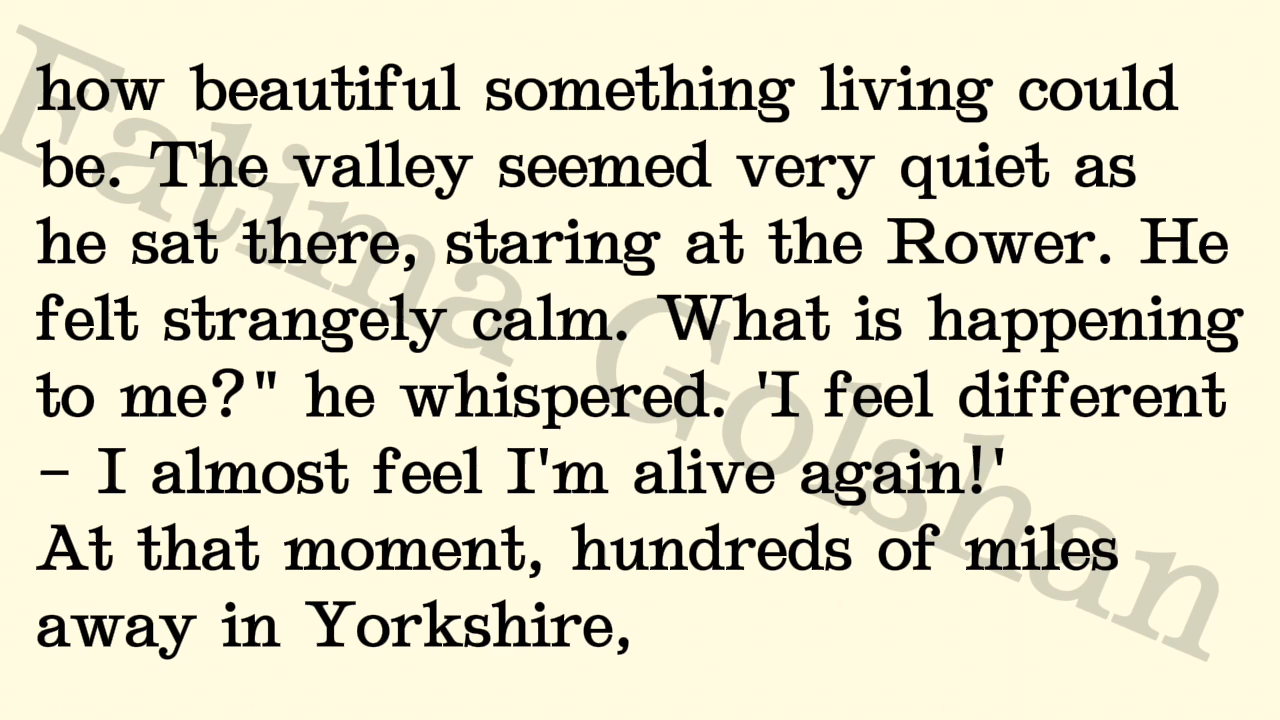 how beautiful something living could
be. The valley seemed very quiet as
he sat there, staring at the Rower. He
felt strangely calm. What is happening
to me?" he whispered. 'I feel different
– I almost feel I'm alive again!'
At that moment, hundreds of miles
away in Yorkshire,
Fatima Golshan